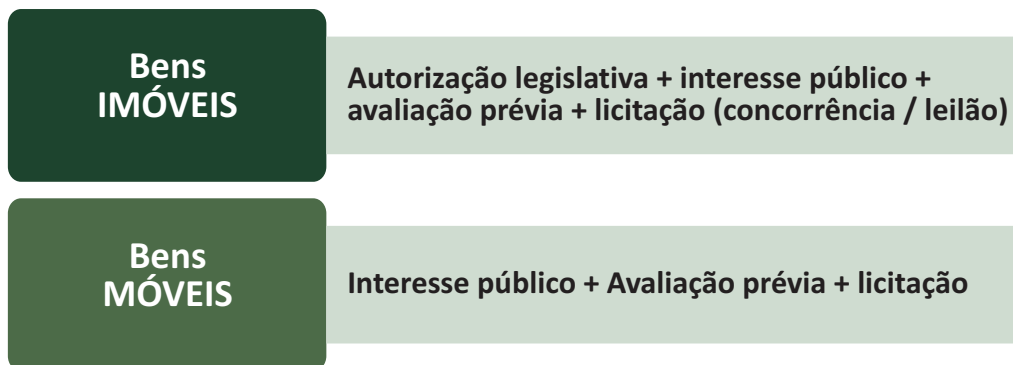 Bens
IMÓVEIS
Autorização legislativa + interesse público +
avaliação prévia + licitação (concorrência / leilão)
Bens
MÓVEIS
Interesse público + Avaliação prévia + licitação